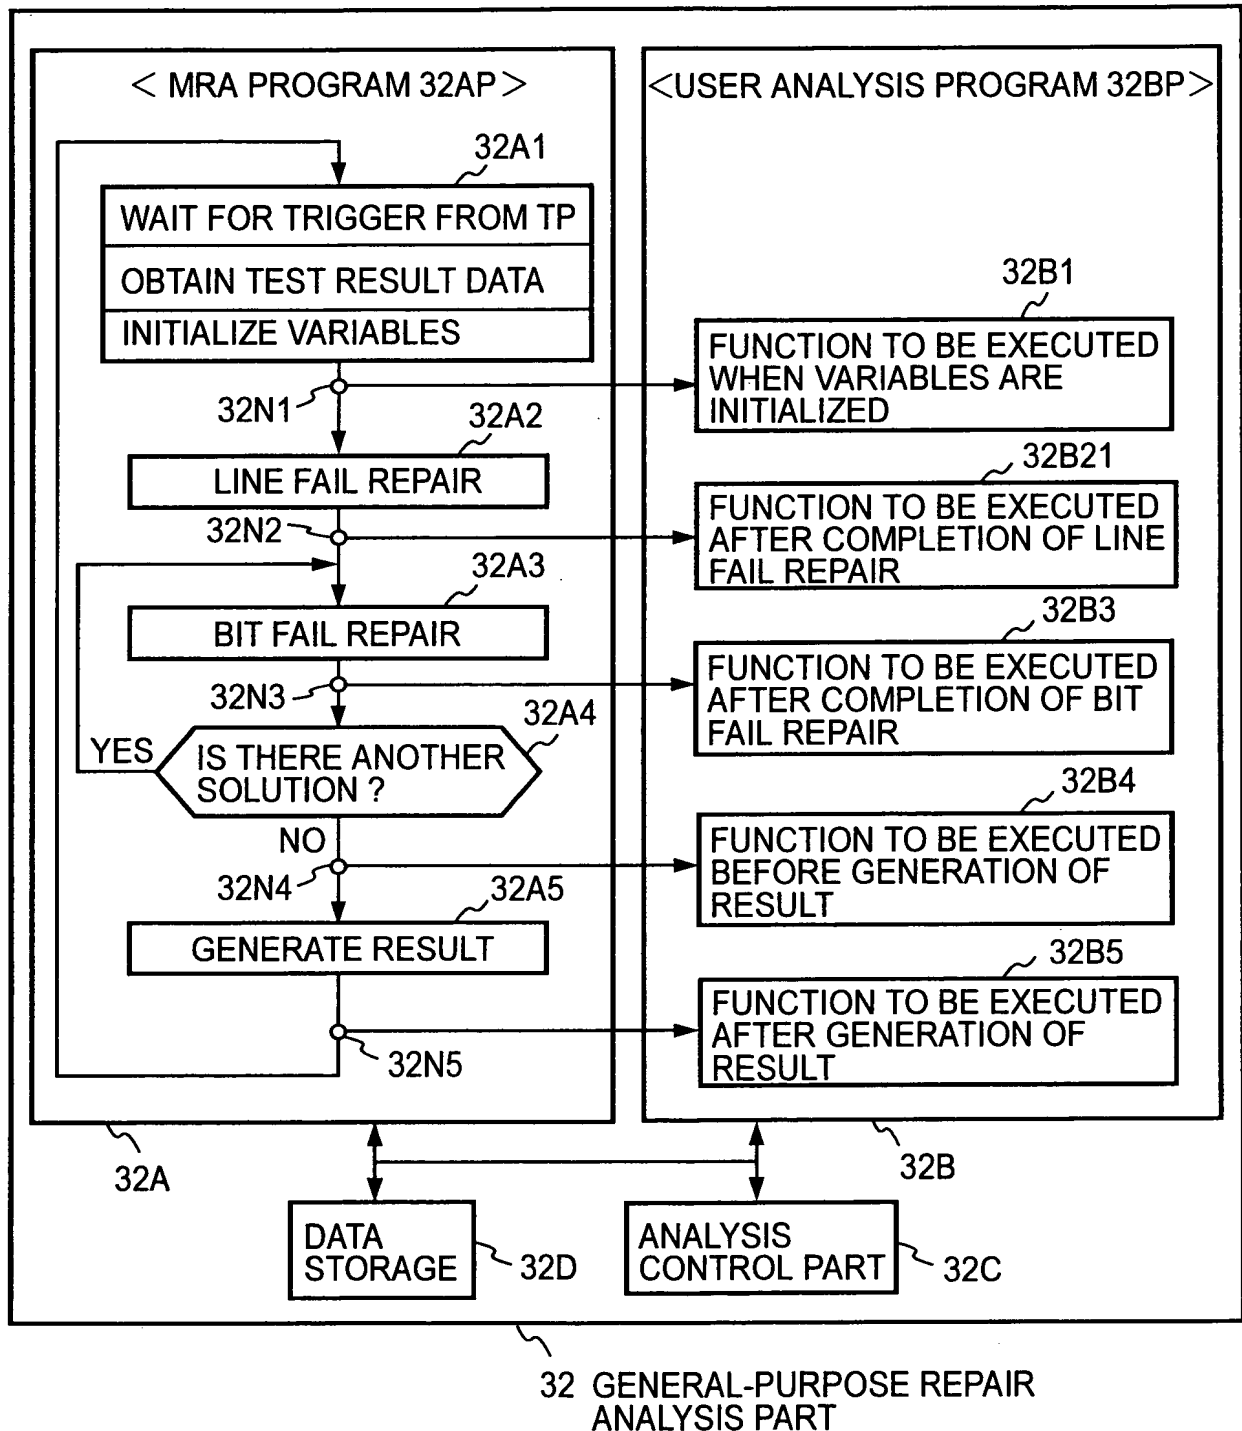 < MRA PROGRAM 32AP >
<USER ANALYSIS PROGRAM 32BP>
32A1
WAIT FOR TRIGGER FROM TP
OBTAIN TEST RESULT DATA
INITIALIZE VARIABLES
32N1
32B1
FUNCTION TO BE EXECUTED
WHEN VARIABLES ARE
INITIALIZED
32A2
LINE FAIL REPAIR
32N2
32B21
FUNCTION TO BE EXECUTED
AFTER COMPLETION OF LINE
FAIL REPAIR
32A3
BIT FAIL REPAIR
32N3
32B3
FUNCTION TO BE EXECUTED
AFTER COMPLETION OF BIT
FAIL REPAIR
32A4
YES
IS THERE ANOTHER
SOLUTION ?
NO
32N4
32B4
FUNCTION TO BE EXECUTED
BEFORE GENERATION OF
RESULT
32A5
GENERATE RESULT
32N5
32B5
FUNCTION TO BE EXECUTED
AFTER GENERATION OF
RESULT
32A
32B
DATA
STORAGE
32D
ANALYSIS
CONTROL PART
32C
32 GENERAL-PURPOSE REPAIR
ANALYSIS PART